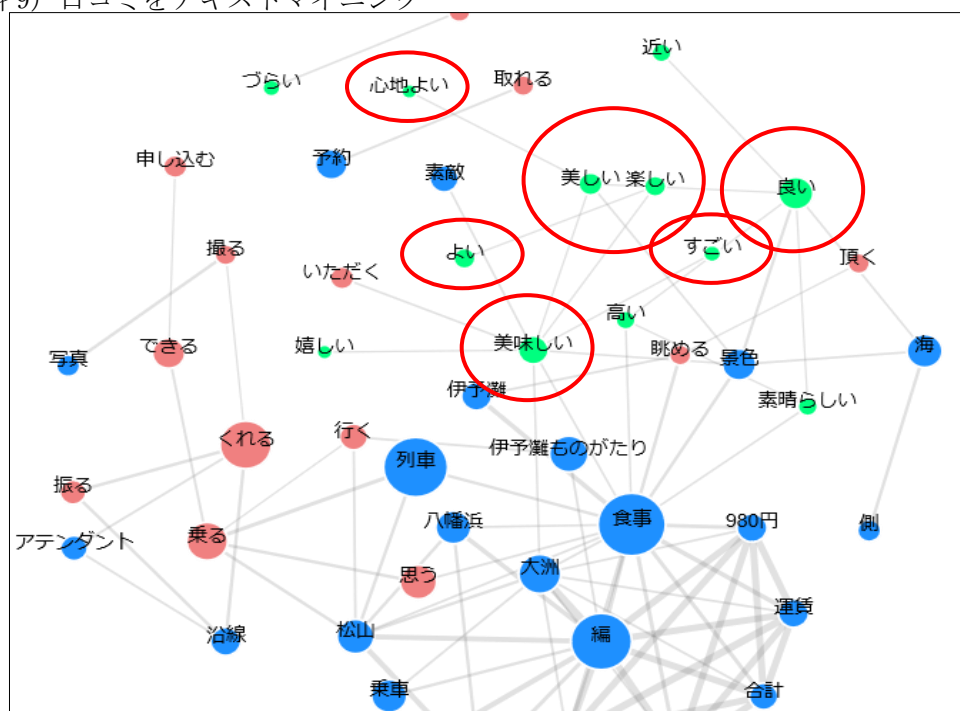 9) 口コミをテキストマイニング
近い
づらい
心地よい
取れる
申し込む
予約
素敵
美しい
楽しい
良い
撮る
いただく
よい
すごい
頂く
写真
できる
嬉しい
美味しい
高い
眺める
景色
海
伊予灘
素晴らしい
くれる
行く
列車
伊予灘ものがたり
振る
アテンダント
乗る
八幡浜
食事
980円
側
思う
大洲
運賃
沿線
松山
編
乗車
合計